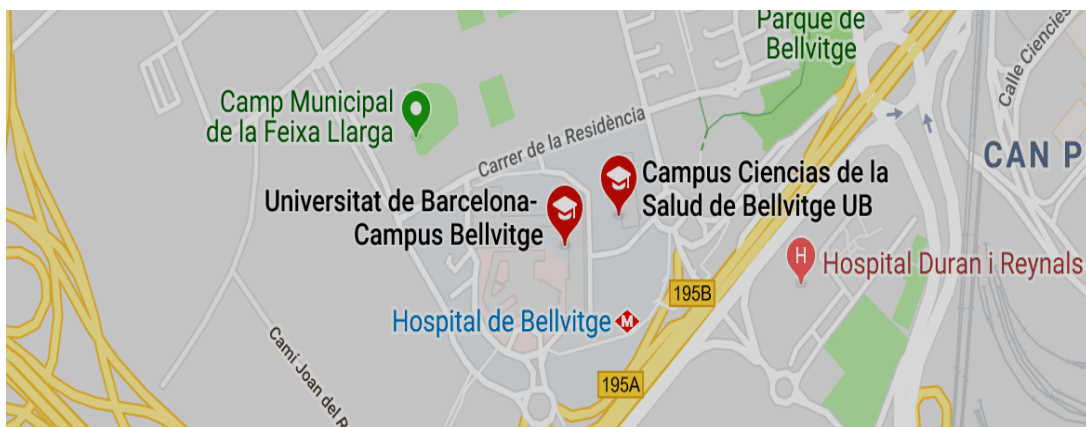 Parque de
Bellvitge
Calle Ciencies
Camp Municipal
de la Feixa Llarga
Carrer de la Residència
CAN P
Campus Ciencias de la
Salud de Bellvitge UB
Universitat de Barcelona-
Campus Bellvitge
H
Hospital Duran i Reynals
195B
Hospital de Bellvitge
M
195A
Camí Joan del R